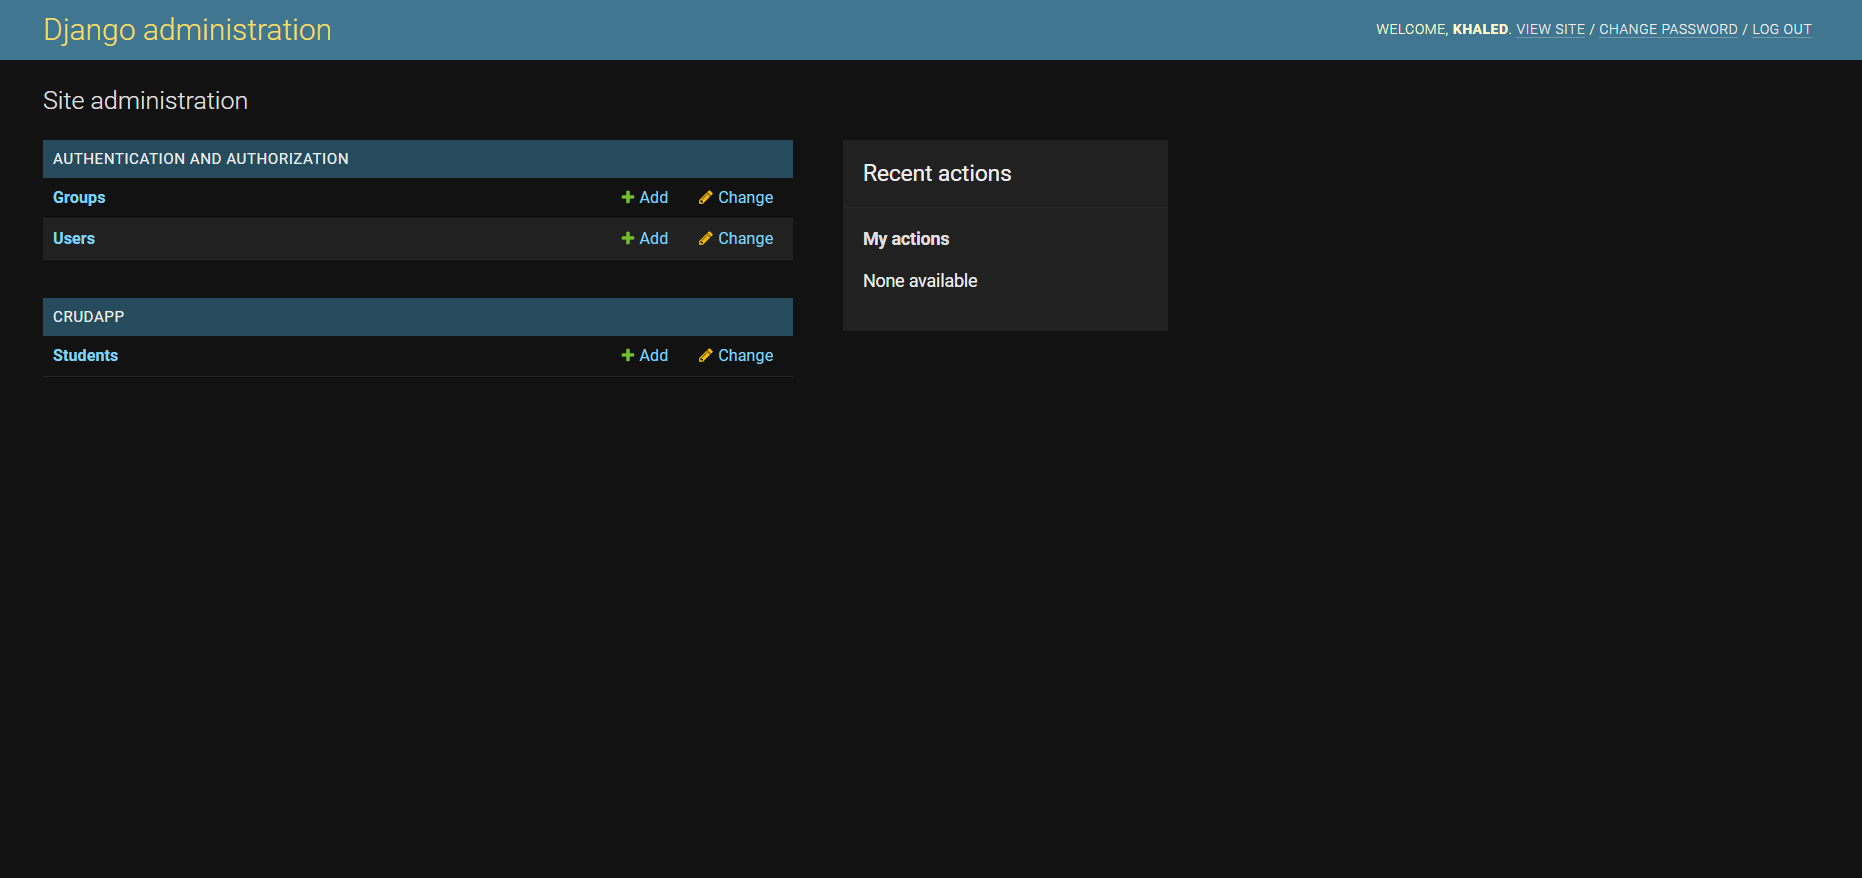 Django administration
WELCOME, KHALED. VIEW SITE / CHANGE PASSWORD / LOG OUT
Site administration
AUTHENTICATION AND AUTHORIZATION
Groups Add Change
Users Add Change
CRUDAPP
Students Add Change
Recent actions
My actions
None available